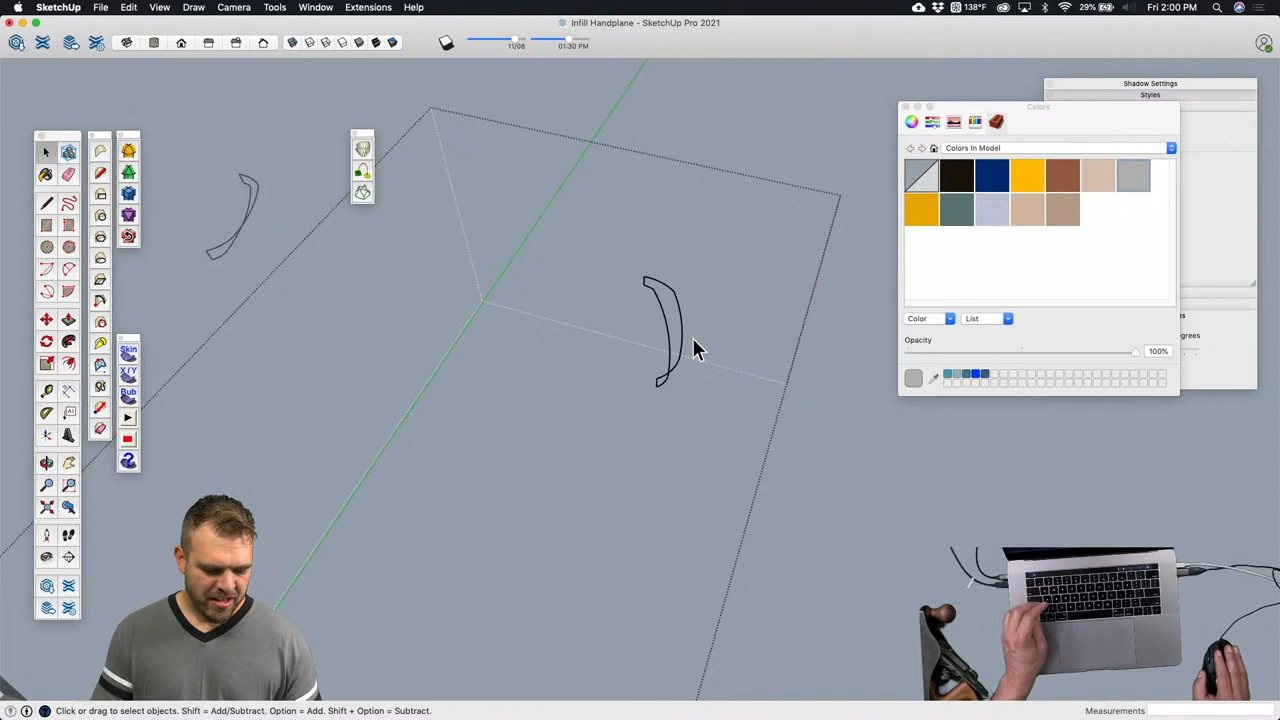 SketchUp File Edit View Draw Camera Tools Window Extensions Help
138°F 29% Fri 2:00 PM
Infill Handplane - SketchUp Pro 2021
11/08 01:30 PM
Shadow Settings
Styles
Colors
Colors In Model
Color List
Opacity
100%
Skin
X/Y
Bub
Click or drag to select objects. Shift = Add/Subtract. Option = Add. Shift + Option = Subtract.
Measurements